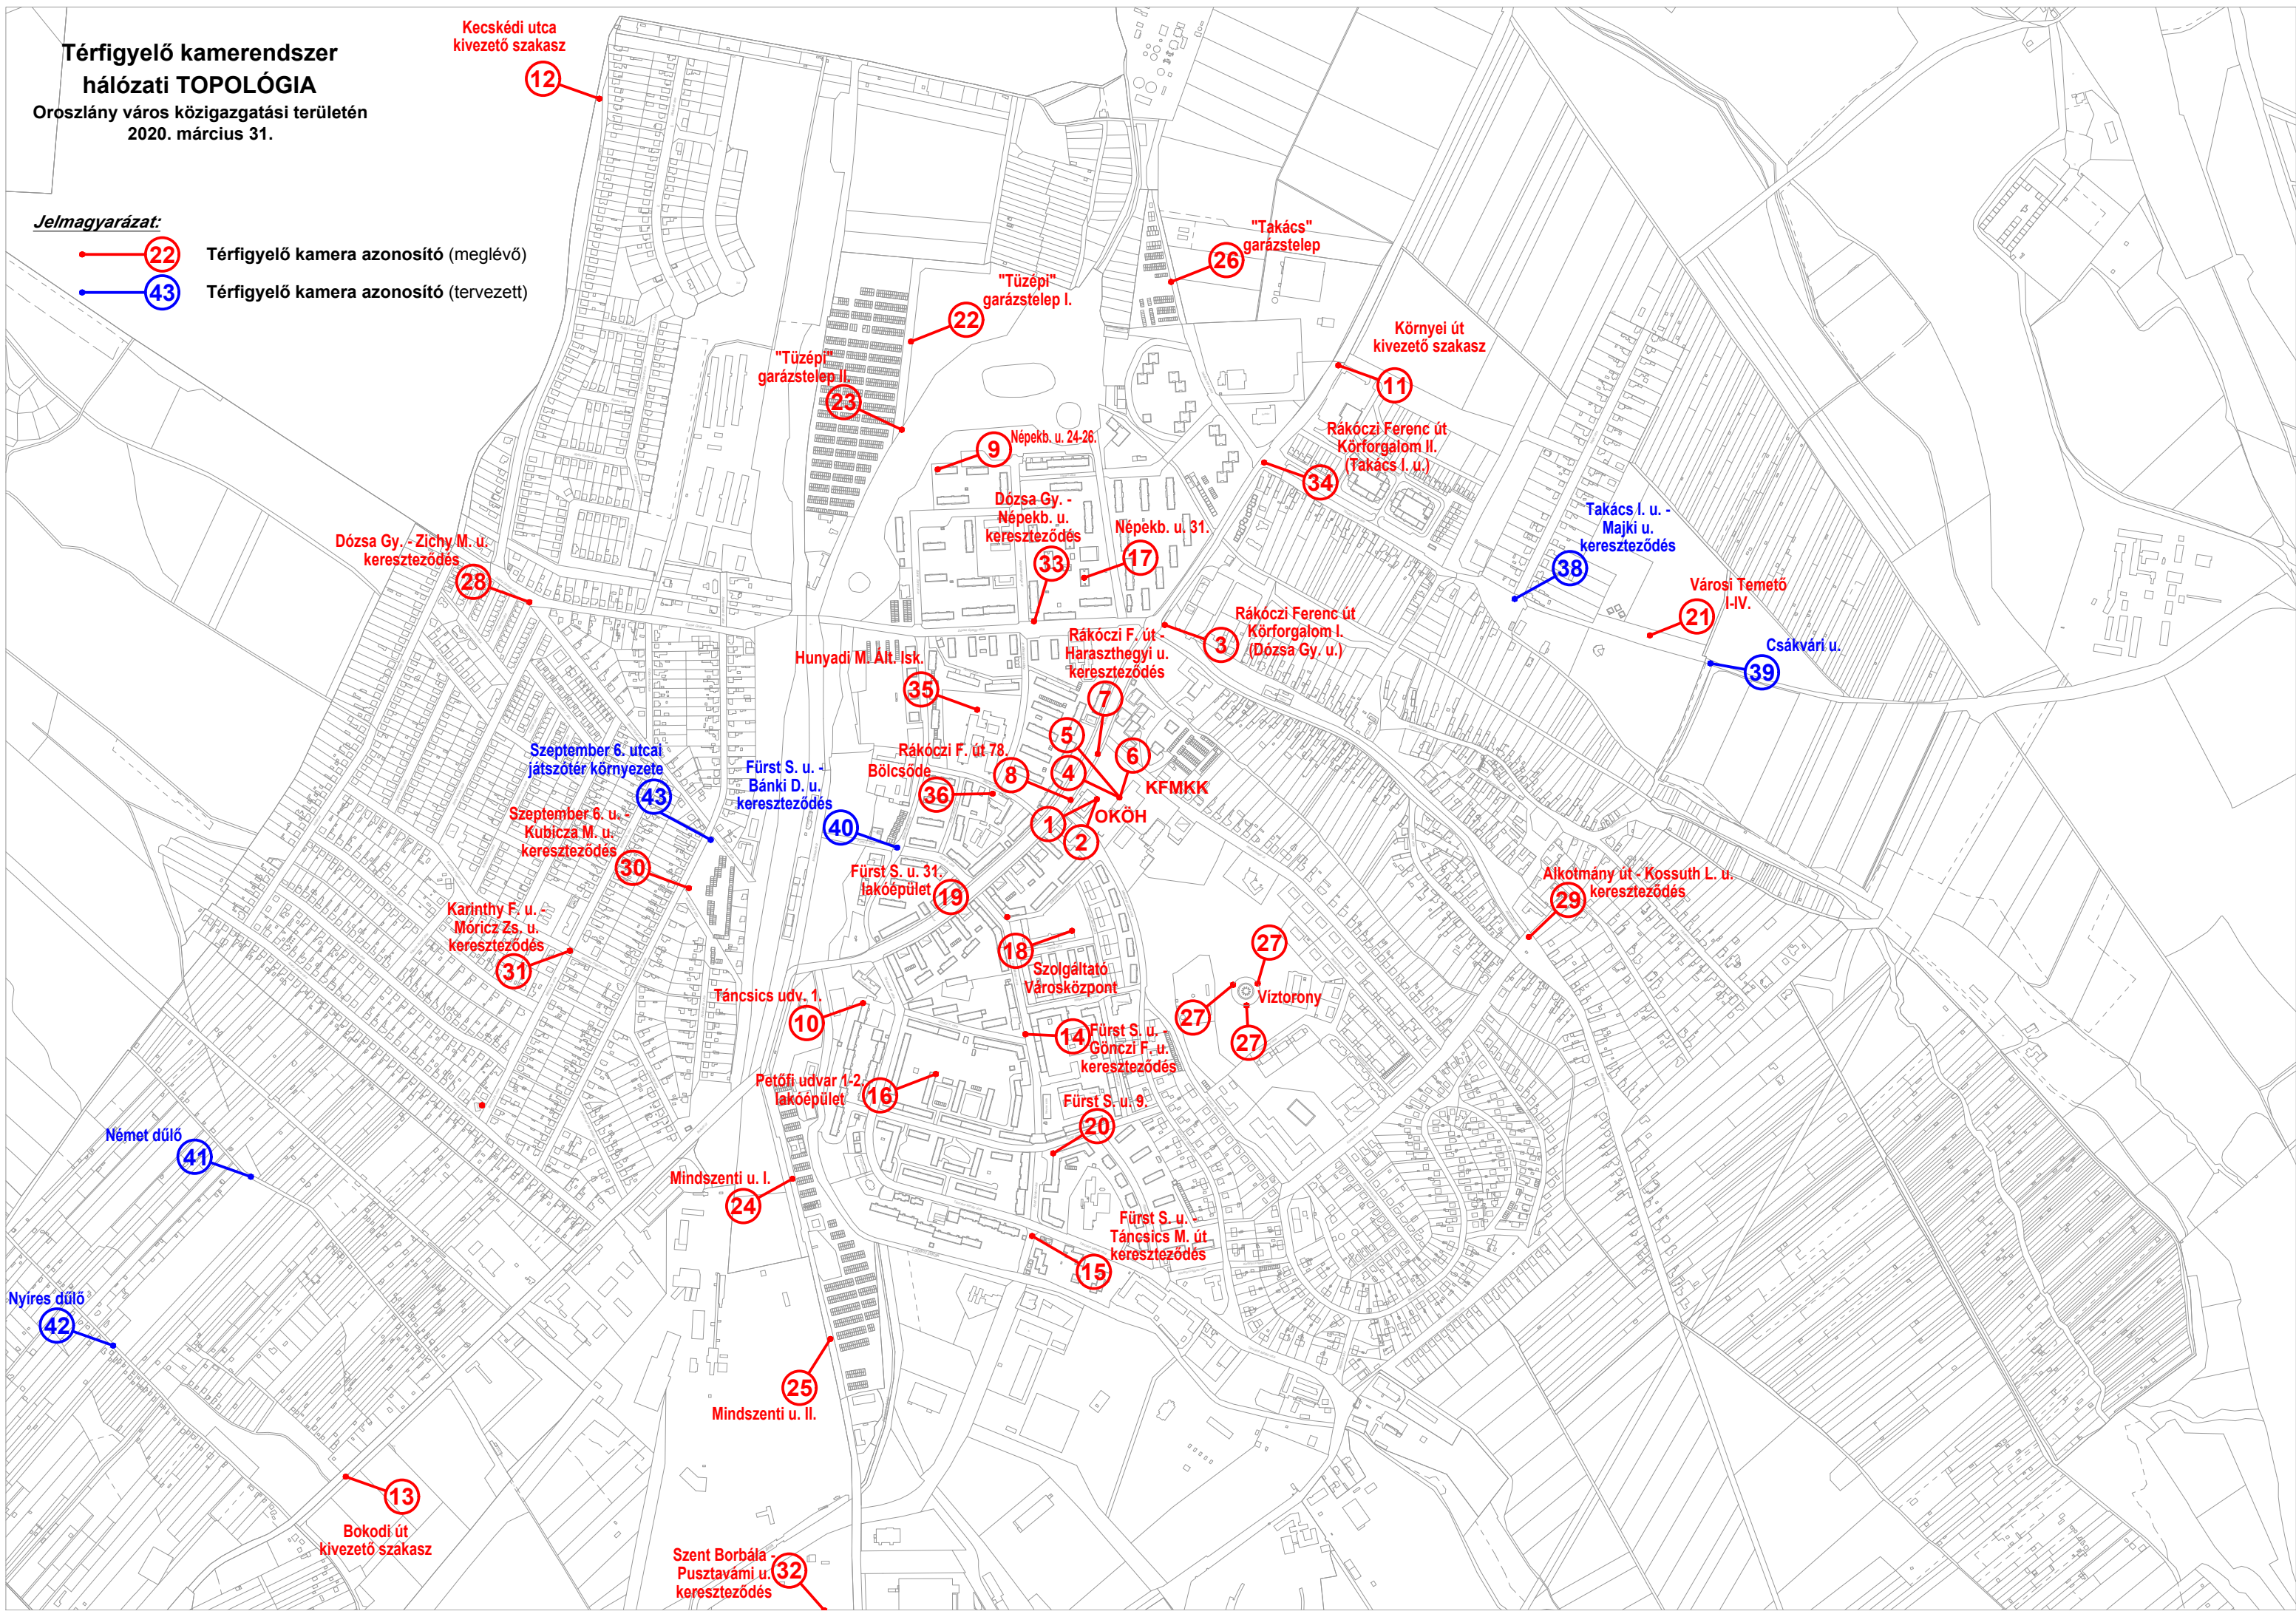 Térfigyelő kamerendszer
hálózati TOPOLÓGIA
Oroszlány város közigazgatási területén
2020. március 31.
Jelmagyarázat:
22 Térfigyelő kamera azonosító (meglévő)
43 Térfigyelő kamera azonosító (tervezett)
Kecskédi utca
kivezető szakasz
12
"Takács"
garázstelep
26
"Tüzépi"
garázstelep I.
22
Környei út
kivezető szakasz
11
"Tüzépi"
garázstelep II.
23
Népekb. u. 24-26.
9
Rákóczi Ferenc út
Körforgalom II.
(Takács I. u.)
34
Dózsa Gy. -
Népekb. u.
kereszteződés
33
Népekb. u. 31.
17
Takács I. u. -
Majki u.
kereszteződés
38
Dózsa Gy. - Zichy M. u.
kereszteződés
28
Városi Temető
I-IV.
21
Rákóczi Ferenc út
Körforgalom I.
(Dózsa Gy. u.)
3
Rákóczi F. út -
Haraszthegyi u.
kereszteződés
7
Csákvári u.
39
Hunyadi M. Ált. Isk.
35
5
6
4
KFMKK
Rákóczi F. út 78.
8
Bölcsőde
36
OKÖH
1
2
Szeptember 6. utcai
játszótér környezete
43
Fürst S. u. -
Bánki D. u.
kereszteződés
40
Szeptember 6. u. -
Kubicza M. u.
kereszteződés
30
Fürst S. u. 31.
lakóépület
19
Alkotmány út - Kossuth L. u.
kereszteződés
29
Karinthy F. u. -
Móricz Zs. u.
kereszteződés
31
18
Szolgáltató
Városközpont
27
27
Víztorony
27
Táncsics udv. 1.
10
14
Fürst S. u. -
Gönczi F. u.
kereszteződés
Petőfi udvar 1-2.
lakóépület
16
Fürst S. u. 9.
20
Német dűlő
41
Mindszenti u. I.
24
Fürst S. u. -
Táncsics M. út
kereszteződés
15
Nyíres dűlő
42
25
Mindszenti u. II.
13
Bokodi út
kivezető szakasz
Szent Borbála -
Pusztavámi u.
kereszteződés
32